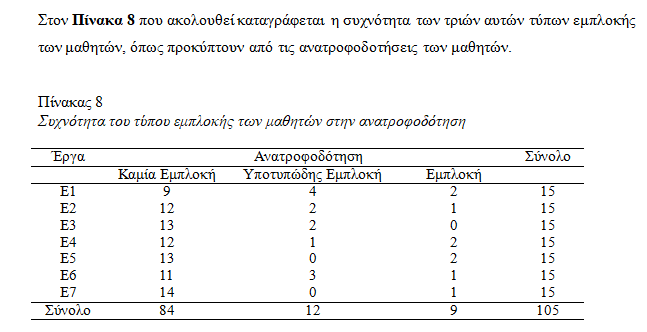 Στον Πίνακα 8 που ακολουθεί καταγράφεται η συχνότητα των τριών αυτών τύπων εμπλοκής
των μαθητών, όπως προκύπτουν από τις ανατροφοδοτήσεις των μαθητών.
Πίνακας 8
Συχνότητα του τύπου εμπλοκής των μαθητών στην ανατροφοδότηση
Έργα Ανατροφοδότηση Σύνολο
Καμία Εμπλοκή Υποτυπώδης Εμπλοκή Εμπλοκή
Ε1 9 4 2 15
Ε2 12 2 1 15
Ε3 13 2 0 15
Ε4 12 1 2 15
Ε5 13 0 2 15
Ε6 11 3 1 15
Ε7 14 0 1 15
Σύνολο 84 12 9 105